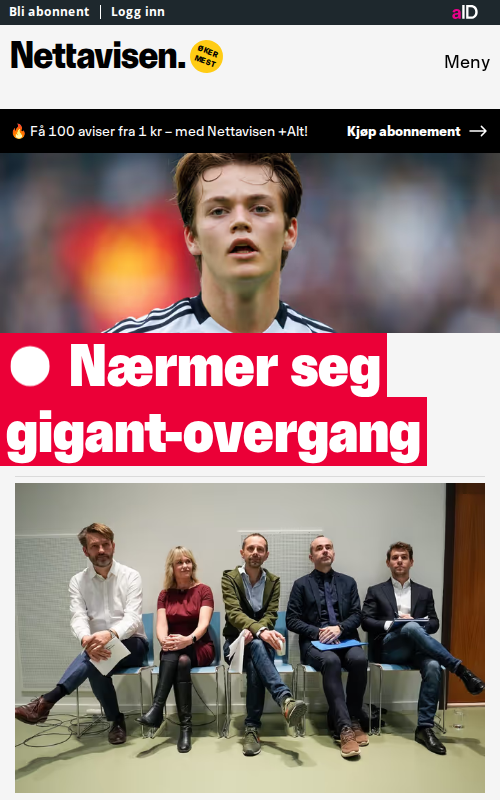 Bli abonnent
Logg inn
aID
Nettavisen.
ØKER
MEST
Meny
🔥 Få 100 aviser fra 1 kr – med Nettavisen +Alt!
Kjøp abonnement →
Nærmer seg
gigant-overgang